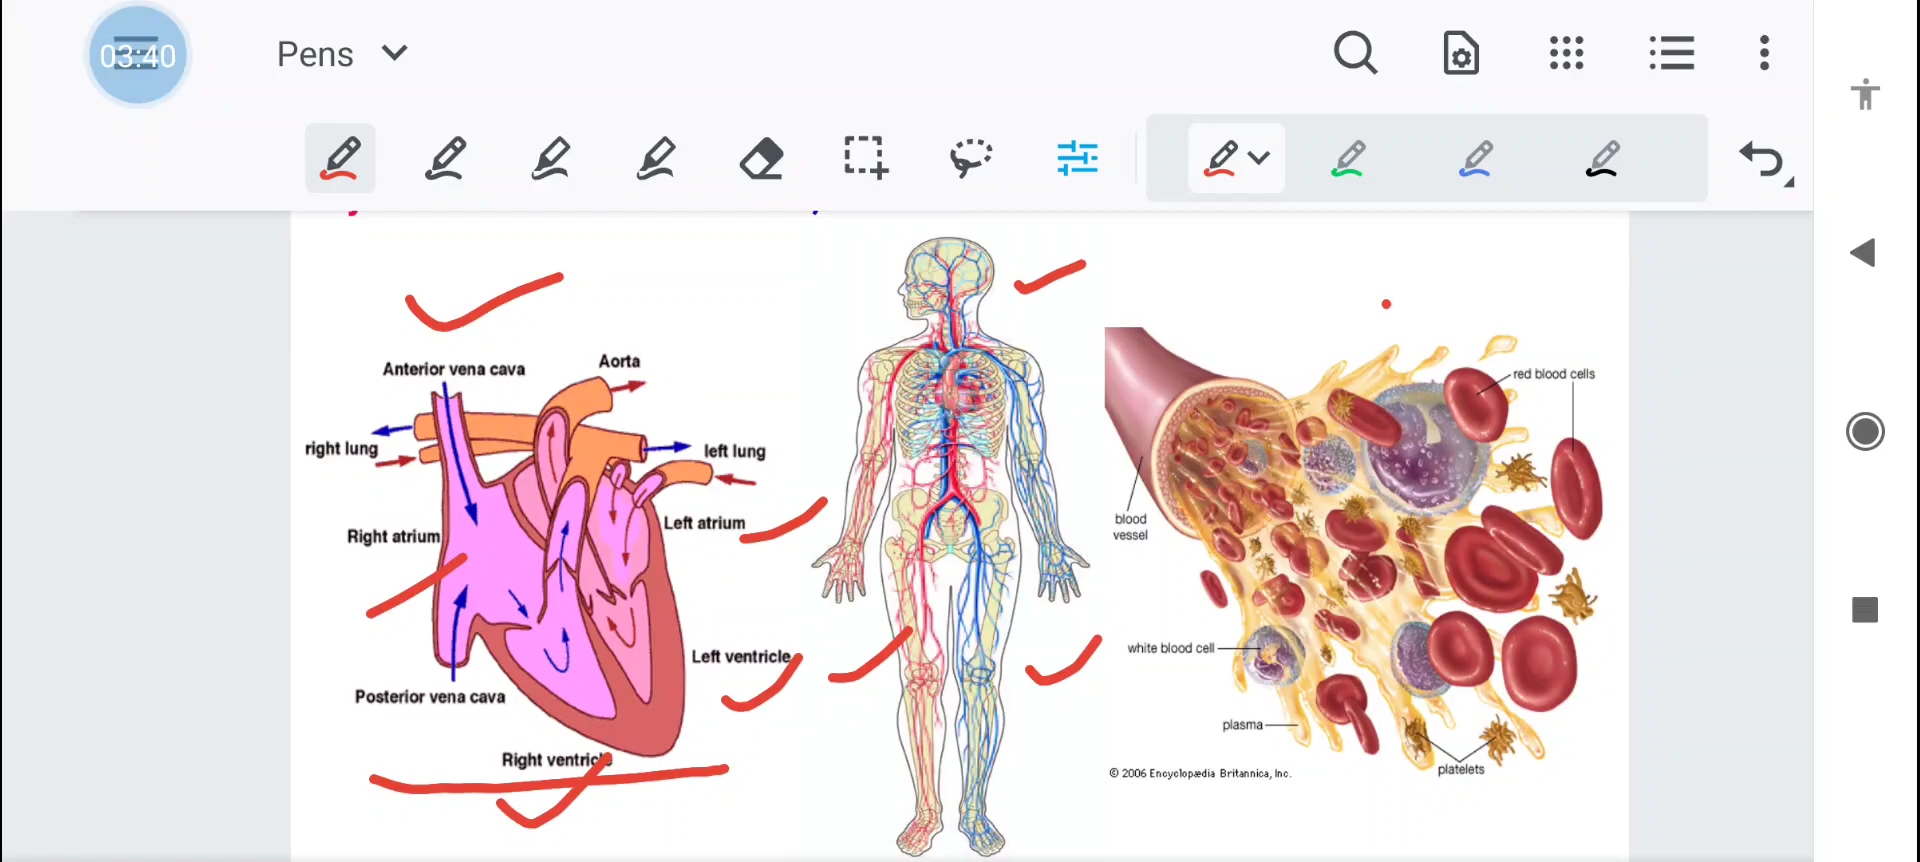 03:40
Pens
Anterior vena cava
Aorta
right lung
left lung
Right atrium
Left atrium
Left ventricle
Posterior vena cava
Right ventricle
red blood cells
blood
vessel
white blood cell
plasma
platelets
© 2006 Encyclopædia Britannica, Inc.